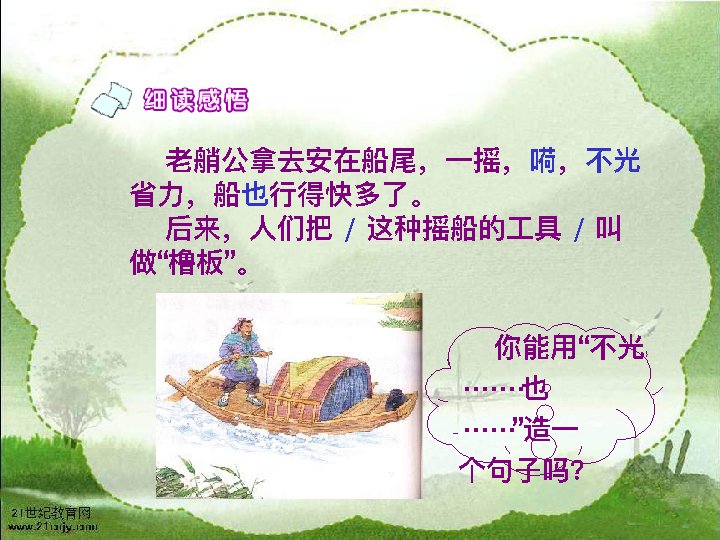 细读感悟
老艄公拿去安在船尾，一摇，嗬，不光
省力，船也行得快多了。
后来，人们把 / 这种摇船的工具 / 叫
做“橹板”。
你能用“不光
……·也
……”造一
个句子吗？
21世纪教育网
www.21cnjy.com